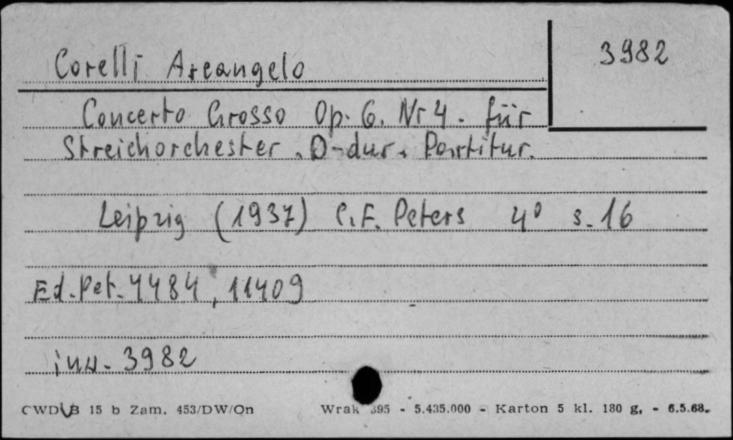 3982
Corelli Arcangelo
Concerto Grosso Op. 6. Nr 4. für
Streichorchester. D-dur. Partitur.
Leipzig (1937) C.F. Peters 4° s. 16
Ed. Pet. 4484, 11409
inw. 3982
CWD 15 b Zam. 453/DW/On Wrak 595 - 5.435.000 - Karton 5 kl. 180 g. - 6.5.68.